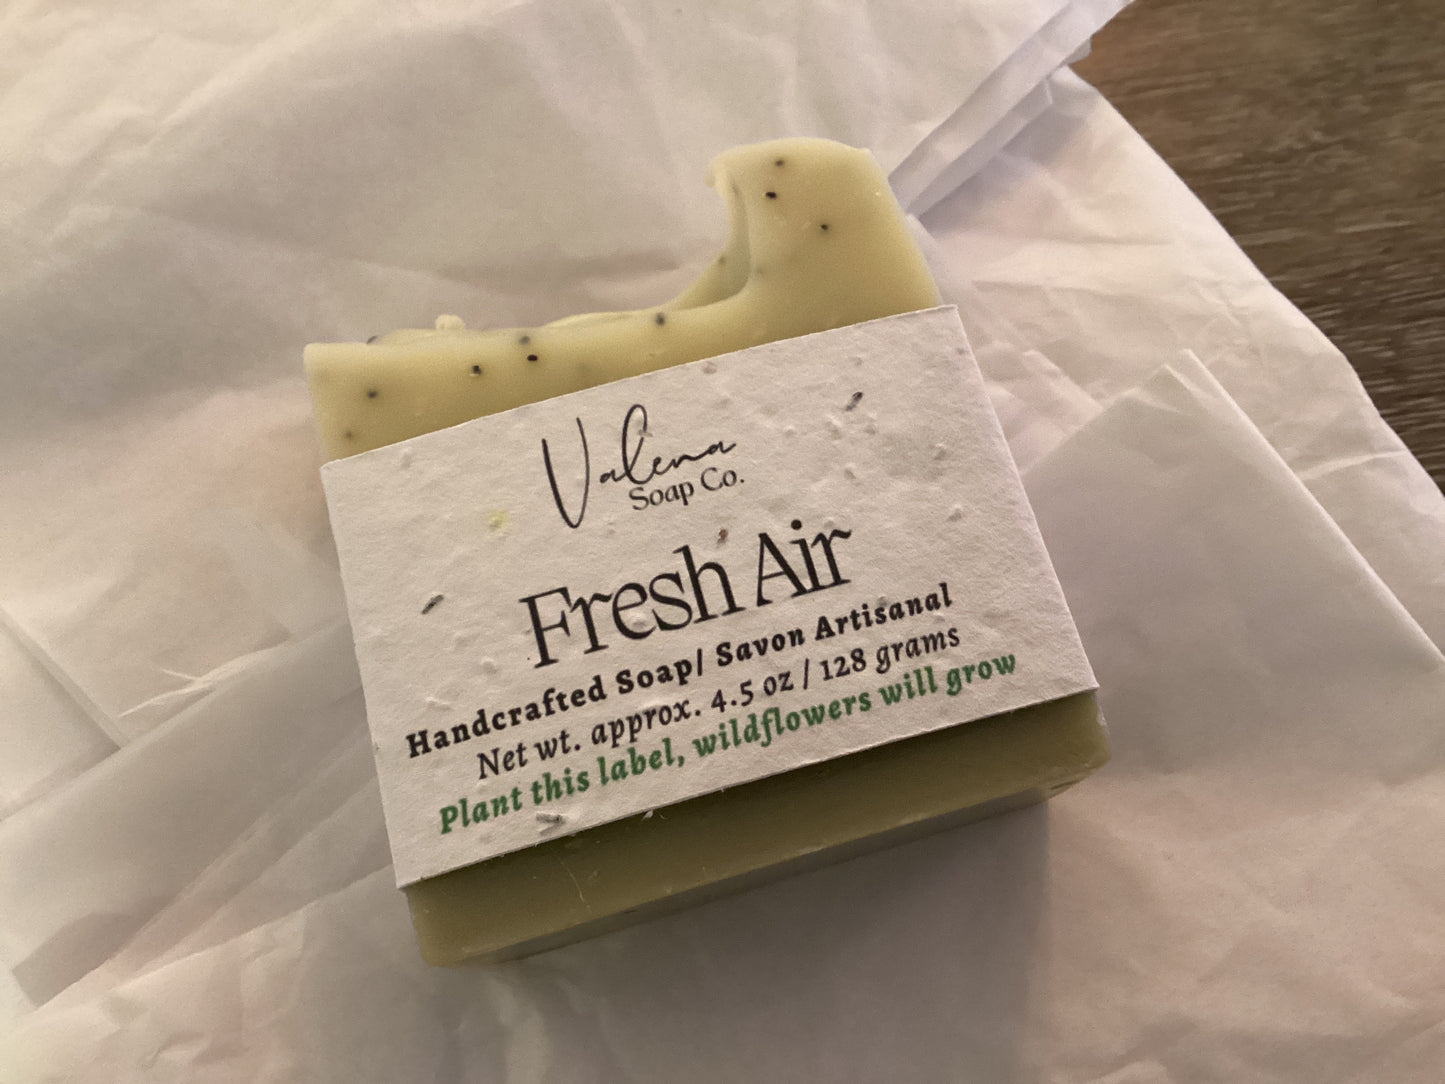 Valena
Soap Co.
Fresh Air
Handcrafted Soap/ Savon Artisanal
Net wt. approx. 4.5 oz / 128 grams
Plant this label, wildflowers will grow